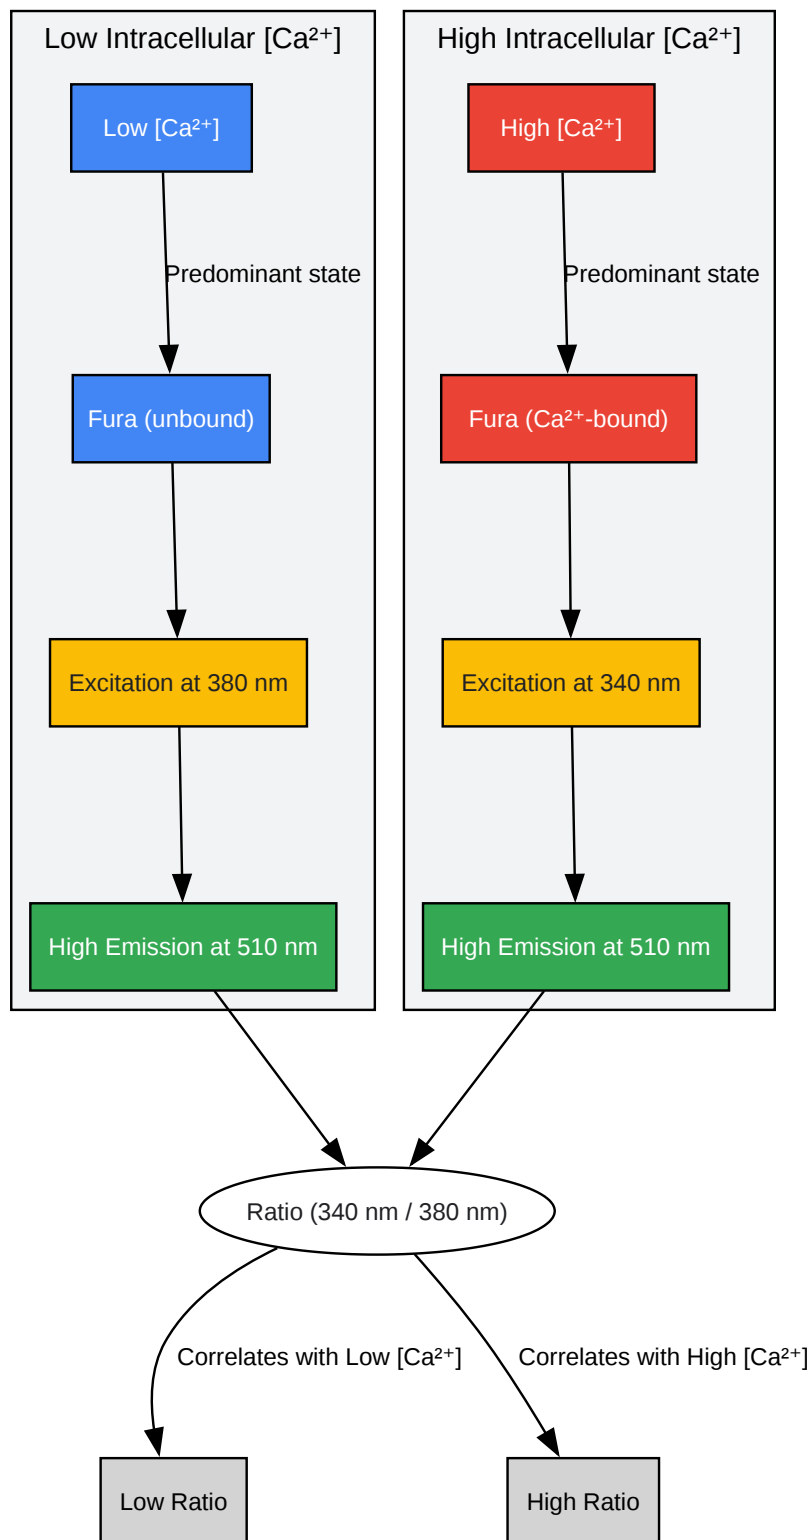 Low Intracellular [Ca²⁺]
High Intracellular [Ca²⁺]
Low [Ca²⁺]
High [Ca²⁺]
Predominant state
Predominant state
Fura (unbound)
Fura (Ca²⁺-bound)
Excitation at 380 nm
Excitation at 340 nm
High Emission at 510 nm
High Emission at 510 nm
Ratio (340 nm / 380 nm)
Correlates with Low [Ca²⁺]
Correlates with High [Ca²⁺]
Low Ratio
High Ratio